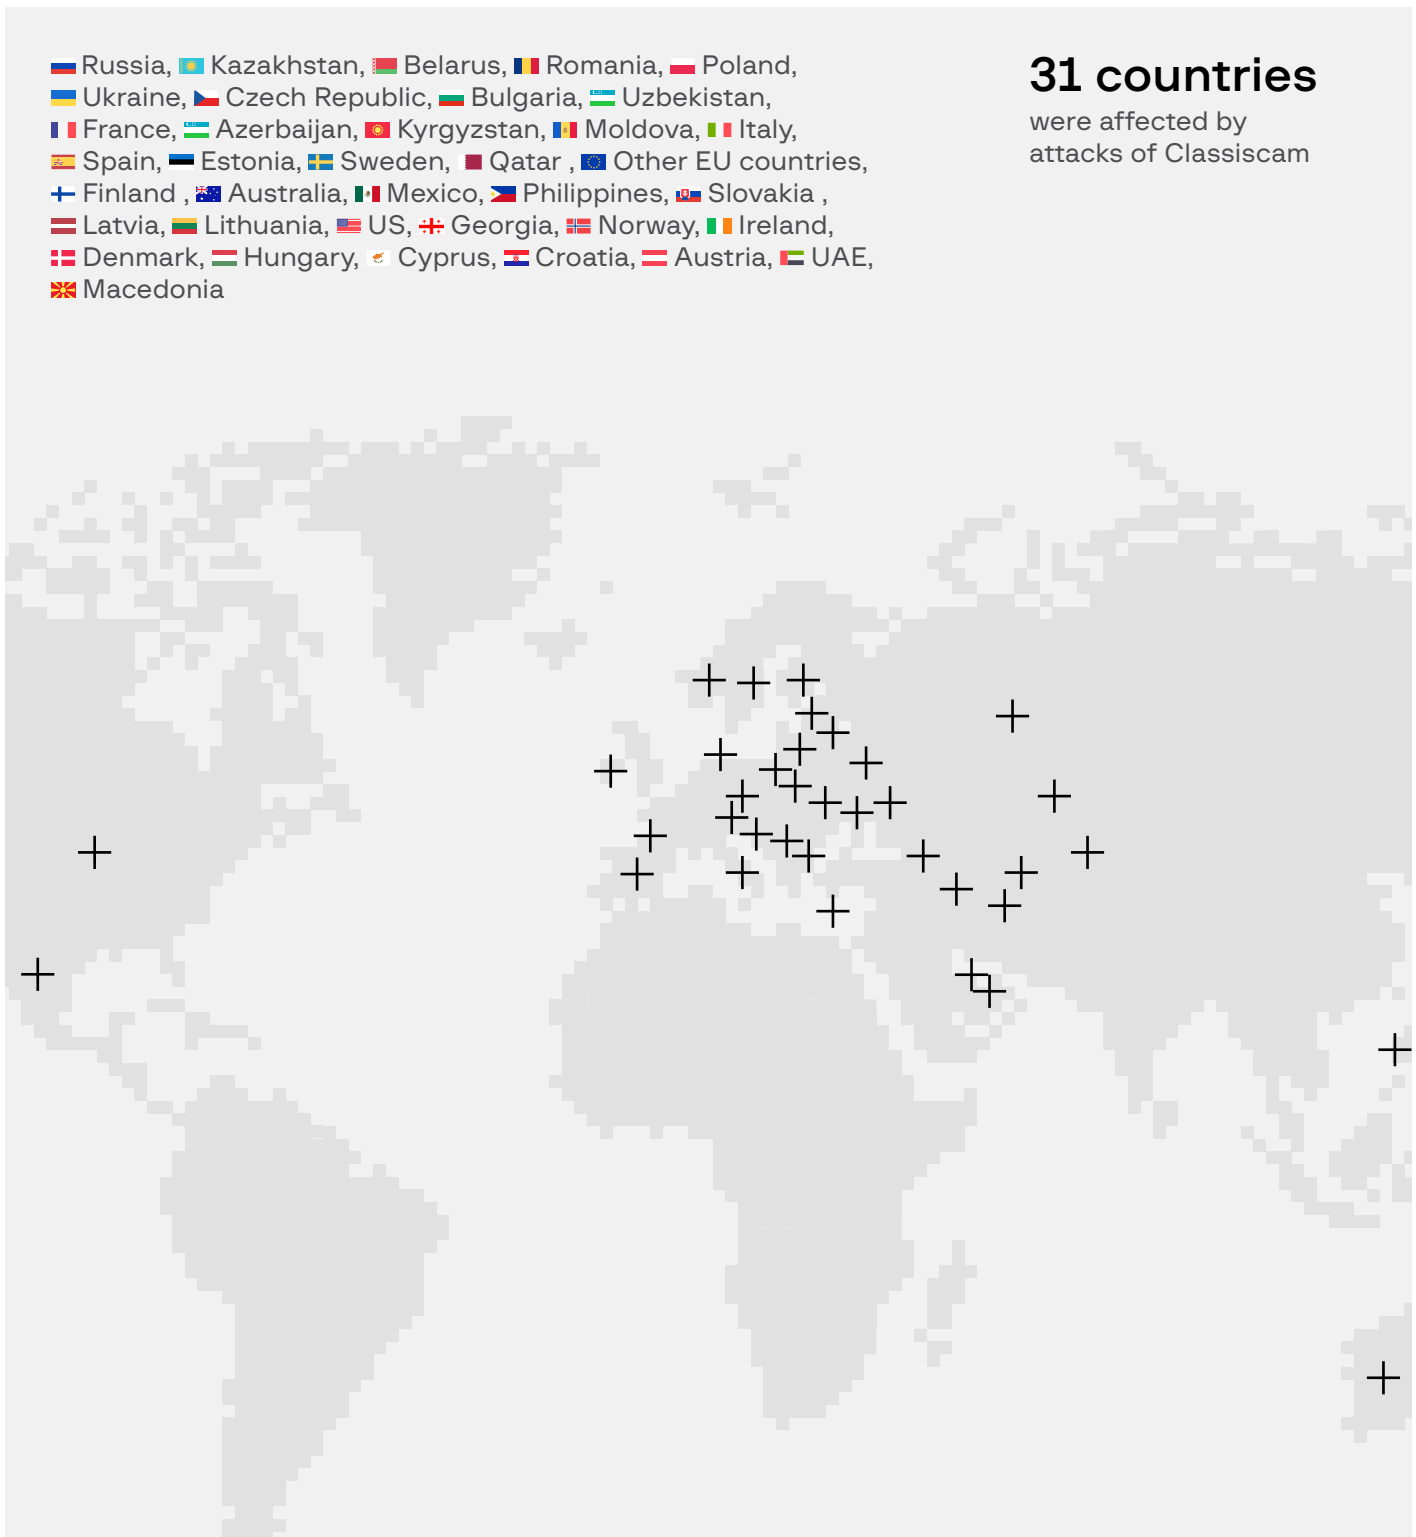 Russia, Kazakhstan, Belarus, Romania, Poland,
Ukraine, Czech Republic, Bulgaria, Uzbekistan,
France, Azerbaijan, Kyrgyzstan, Moldova, Italy,
Spain, Estonia, Sweden, Qatar , Other EU countries,
Finland , Australia, Mexico, Philippines, Slovakia ,
Latvia, Lithuania, US, Georgia, Norway, Ireland,
Denmark, Hungary, Cyprus, Croatia, Austria, UAE,
Macedonia
31 countries
were affected by
attacks of Classiscam